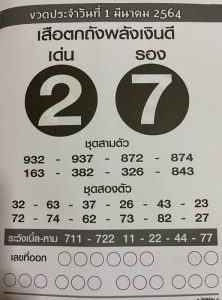 งวดประจำวันที่ 1 มีนาคม 2564
เสือตกถังพลังเงินดี
เด่น รอง
2 7
ชุดสามตัว
932 - 937 - 872 - 874
163 - 382 - 326 - 843
ชุดสองตัว
32 - 63 - 37 - 26 - 43 - 23
72 - 74 - 62 - 73 - 82 - 27
ระวังเบิ้ล-หาม 711 - 722 11 - 22 - 44 - 77
เลขที่ออก